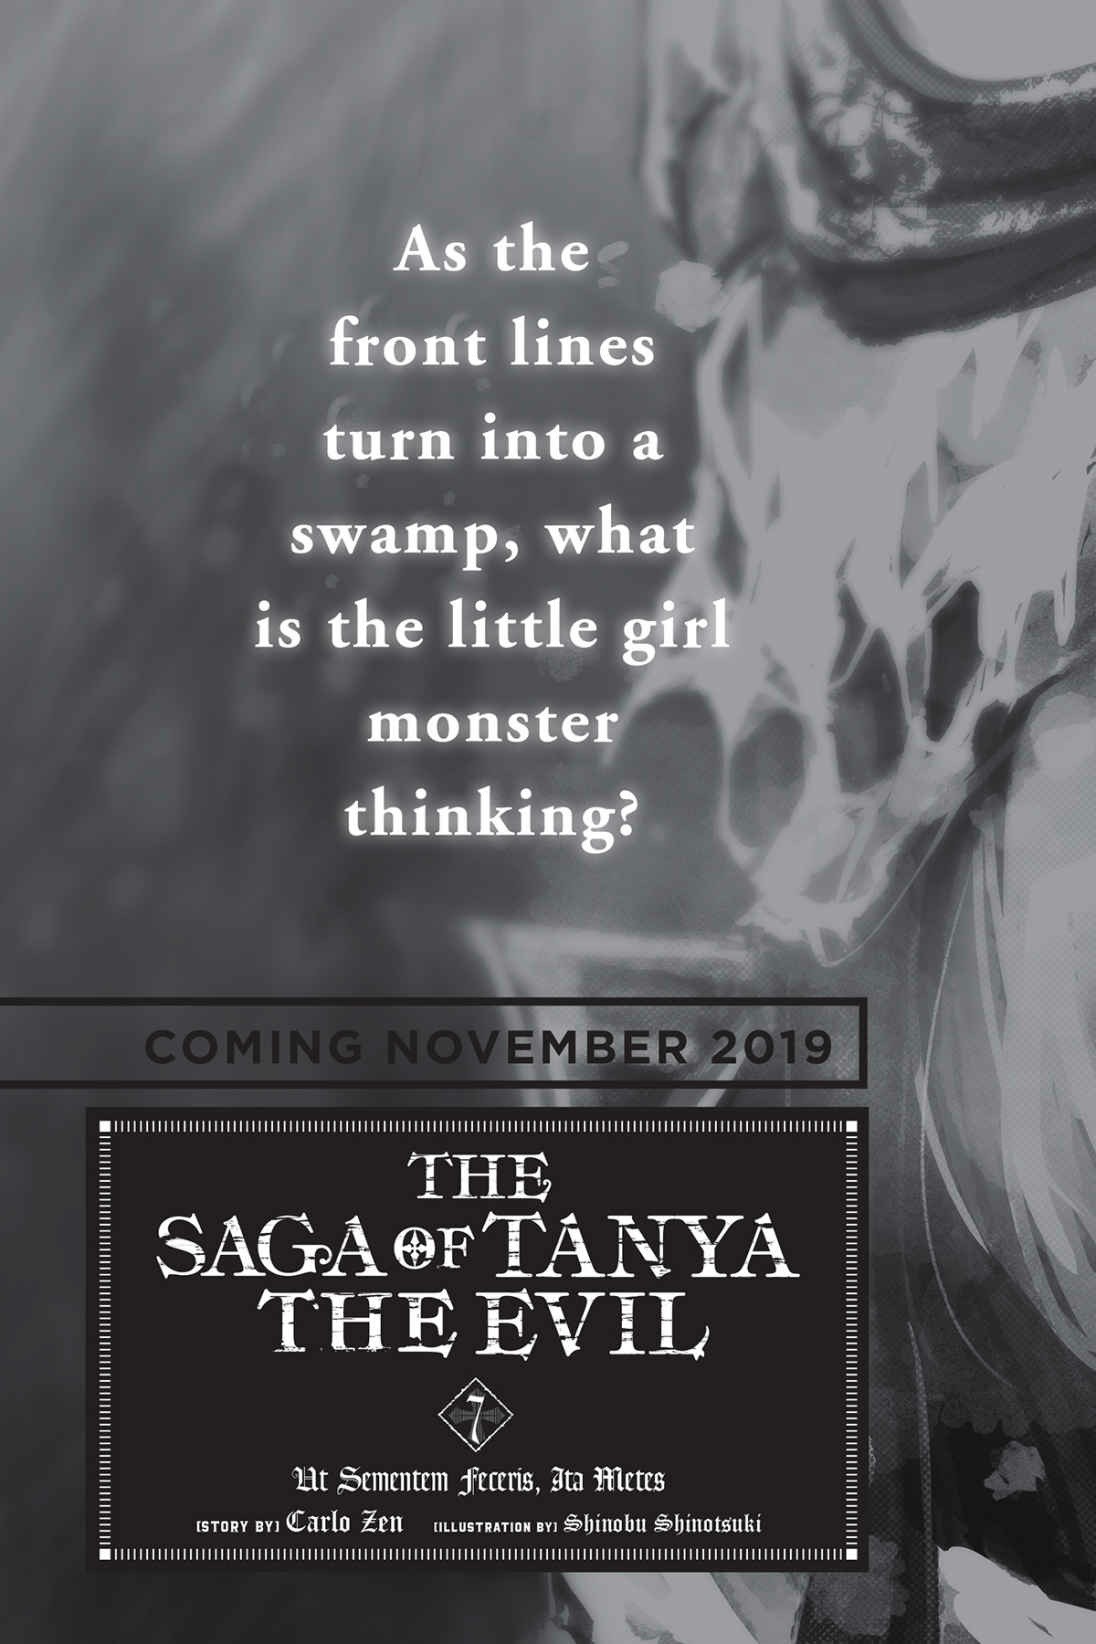 As the
front lines
turn into a
swamp, what
is the little girl
monster
thinking?
COMING NOVEMBER 2019
THE
SAGA OF TANYA
THE EVIL
7
Ut Sementem Feceris, Ita Metes
[STORY BY] Carlo Zen [ILLUSTRATION BY] Shinobu Shinotsuki